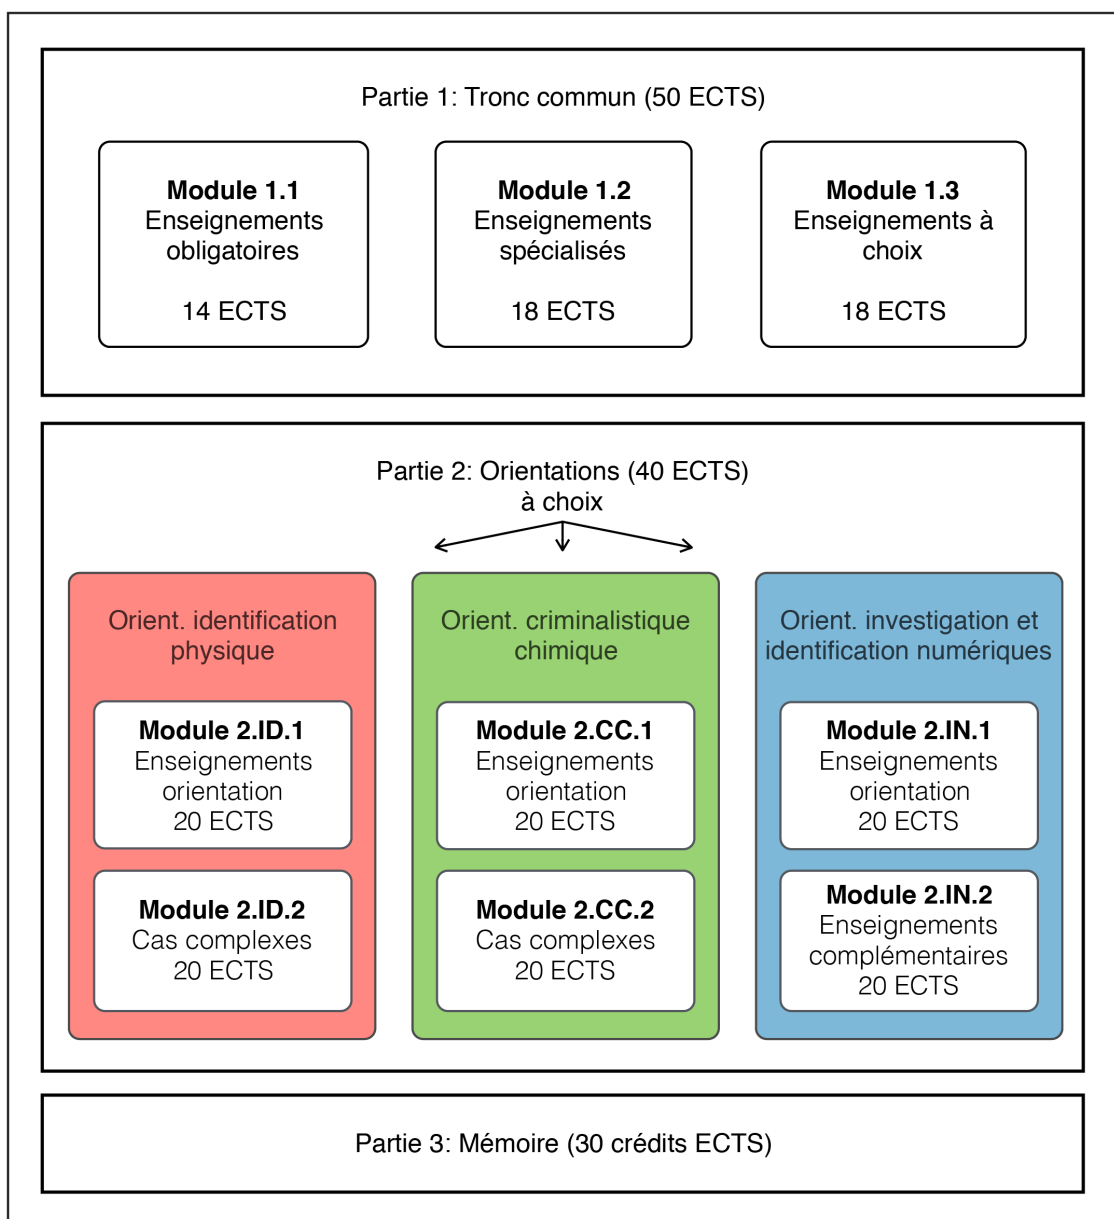 Partie 1: Tronc commun (50 ECTS)
Module 1.1
Enseignements
obligatoires
14 ECTS
Module 1.2
Enseignements
spécialisés
18 ECTS
Module 1.3
Enseignements à
choix
18 ECTS
Partie 2: Orientations (40 ECTS)
à choix
Orient. identification
physique
Module 2.ID.1
Enseignements
orientation
20 ECTS
Module 2.ID.2
Cas complexes
20 ECTS
Orient. criminalistique
chimique
Module 2.CC.1
Enseignements
orientation
20 ECTS
Module 2.CC.2
Cas complexes
20 ECTS
Orient. investigation et
identification numériques
Module 2.IN.1
Enseignements
orientation
20 ECTS
Module 2.IN.2
Enseignements
complémentaires
20 ECTS
Partie 3: Mémoire (30 crédits ECTS)